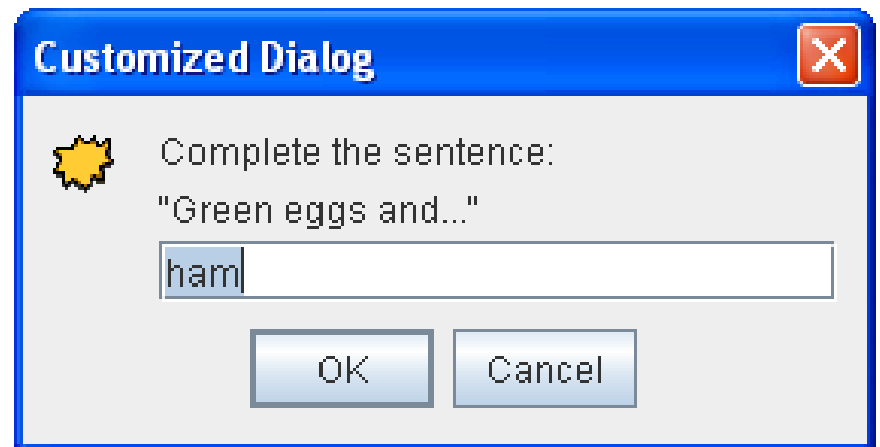 Customized Dialog
Complete the sentence:
"Green eggs and..."
ham
OK Cancel